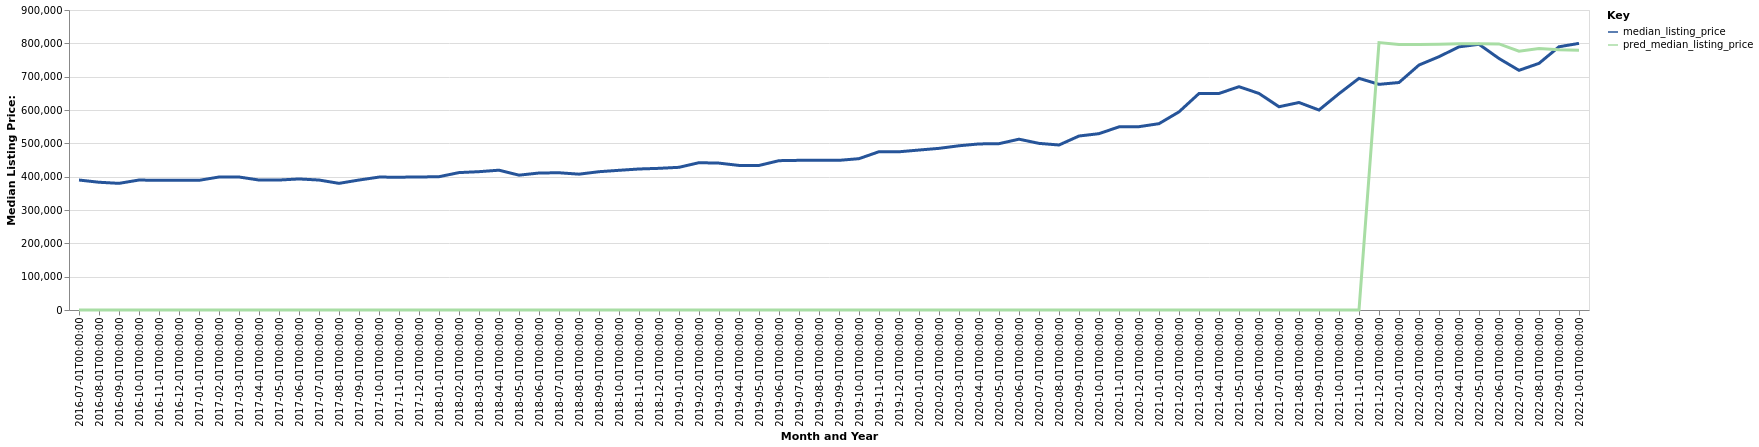 900,000
800,000
700,000
600,000
500,000
400,000
300,000
200,000
100,000
0
Median Listing Price:
2016-07-01T00:00:00
2016-08-01T00:00:00
2016-09-01T00:00:00
2016-10-01T00:00:00
2016-11-01T00:00:00
2016-12-01T00:00:00
2017-01-01T00:00:00
2017-02-01T00:00:00
2017-03-01T00:00:00
2017-04-01T00:00:00
2017-05-01T00:00:00
2017-06-01T00:00:00
2017-07-01T00:00:00
2017-08-01T00:00:00
2017-09-01T00:00:00
2017-10-01T00:00:00
2017-11-01T00:00:00
2017-12-01T00:00:00
2018-01-01T00:00:00
2018-02-01T00:00:00
2018-03-01T00:00:00
2018-04-01T00:00:00
2018-05-01T00:00:00
2018-06-01T00:00:00
2018-07-01T00:00:00
2018-08-01T00:00:00
2018-09-01T00:00:00
2018-10-01T00:00:00
2018-11-01T00:00:00
2018-12-01T00:00:00
2019-01-01T00:00:00
2019-02-01T00:00:00
2019-03-01T00:00:00
2019-04-01T00:00:00
2019-05-01T00:00:00
2019-06-01T00:00:00
2019-07-01T00:00:00
2019-08-01T00:00:00
2019-09-01T00:00:00
2019-10-01T00:00:00
2019-11-01T00:00:00
2019-12-01T00:00:00
2020-01-01T00:00:00
2020-02-01T00:00:00
2020-03-01T00:00:00
2020-04-01T00:00:00
2020-05-01T00:00:00
2020-06-01T00:00:00
2020-07-01T00:00:00
2020-08-01T00:00:00
2020-09-01T00:00:00
2020-10-01T00:00:00
2020-11-01T00:00:00
2020-12-01T00:00:00
2021-01-01T00:00:00
2021-02-01T00:00:00
2021-03-01T00:00:00
2021-04-01T00:00:00
2021-05-01T00:00:00
2021-06-01T00:00:00
2021-07-01T00:00:00
2021-08-01T00:00:00
2021-09-01T00:00:00
2021-10-01T00:00:00
2021-11-01T00:00:00
2021-12-01T00:00:00
2022-01-01T00:00:00
2022-02-01T00:00:00
2022-03-01T00:00:00
2022-04-01T00:00:00
2022-05-01T00:00:00
2022-06-01T00:00:00
2022-07-01T00:00:00
2022-08-01T00:00:00
2022-09-01T00:00:00
2022-10-01T00:00:00
Month and Year
Key
median_listing_price
pred_median_listing_price